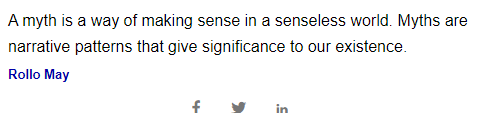 A myth is a way of making sense in a senseless world. Myths are
narrative patterns that give significance to our existence.
Rollo May
f in